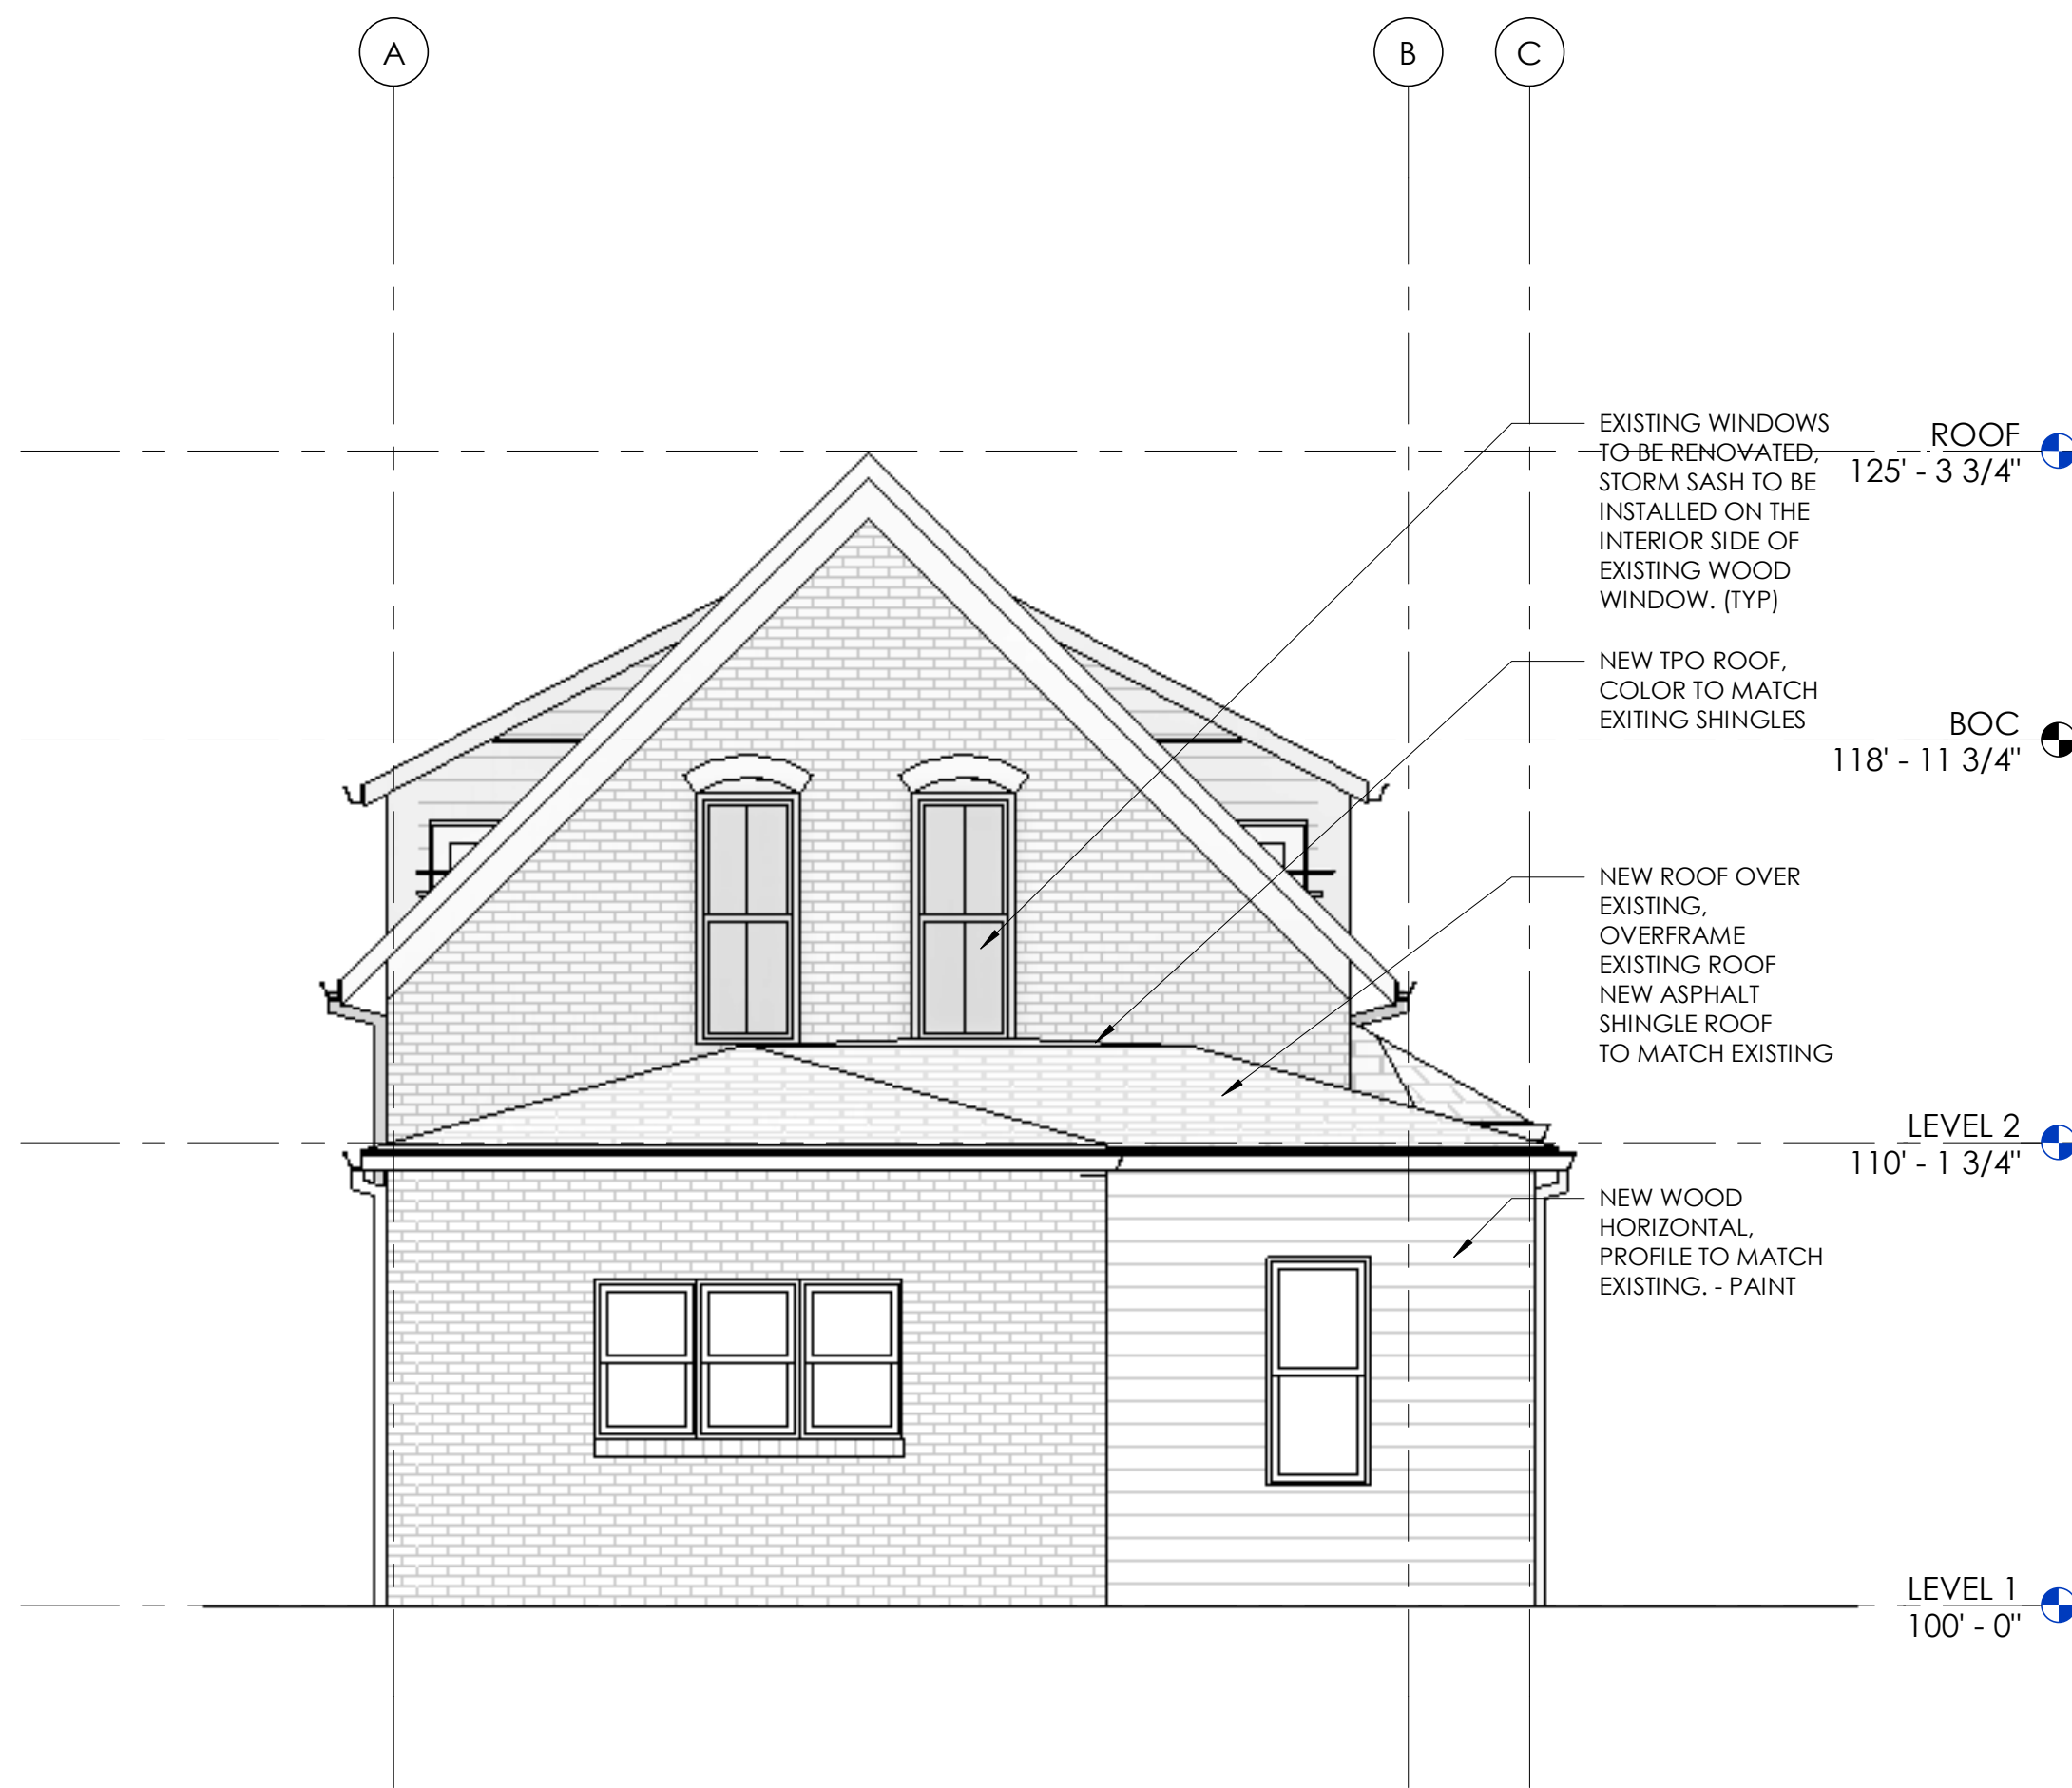 A
B
C
EXISTING WINDOWS
TO BE RENOVATED,
STORM SASH TO BE
INSTALLED ON THE
INTERIOR SIDE OF
EXISTING WOOD
WINDOW. (TYP)
ROOF
125' - 3 3/4"
NEW TPO ROOF,
COLOR TO MATCH
EXITING SHINGLES
BOC
118' - 11 3/4"
NEW ROOF OVER
EXISTING,
OVERFRAME
EXISTING ROOF
NEW ASPHALT
SHINGLE ROOF
TO MATCH EXISTING
LEVEL 2
110' - 1 3/4"
NEW WOOD
HORIZONTAL,
PROFILE TO MATCH
EXISTING. - PAINT
LEVEL 1
100' - 0"